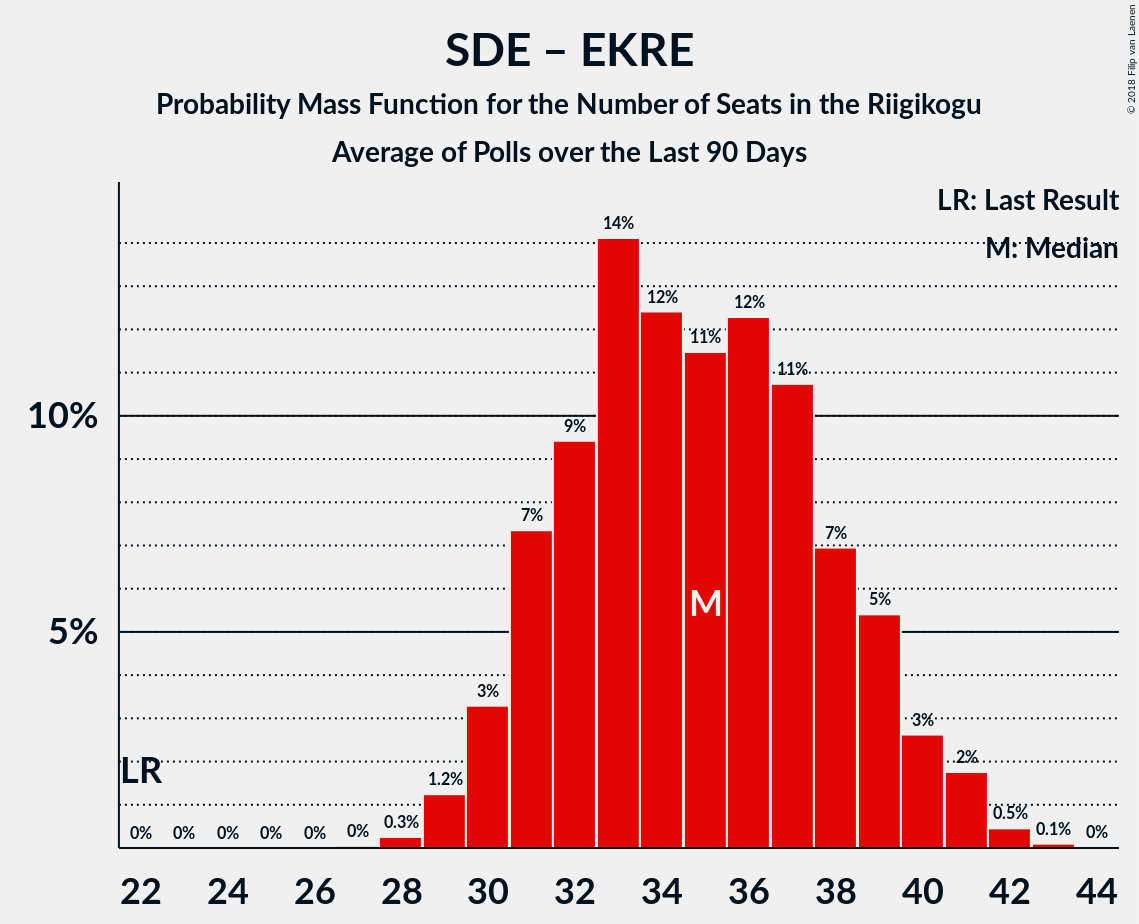 SDE – EKRE
Probability Mass Function for the Number of Seats in the Riigikogu
Average of Polls over the Last 90 Days
© 2018 Filip van Laenen
LR: Last Result
M: Median
14%
12%
11%
12%
11%
10%
9%
7%
7%
5%
5%
M
3%
3%
2%
LR
1.2%
0% 0% 0% 0% 0% 0% 0.3% 0.5% 0.1% 0%
22 24 26 28 30 32 34 36 38 40 42 44